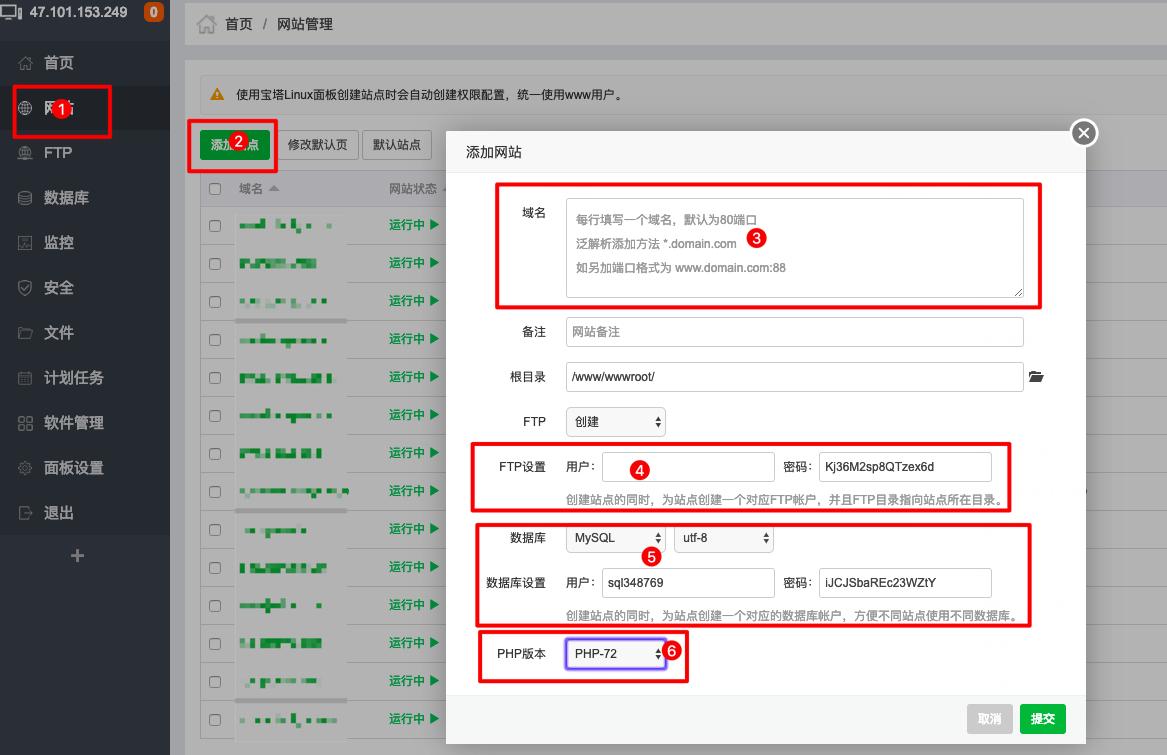 47.101.153.249 0
首页
网站 1
FTP
数据库
监控
安全
文件
计划任务
软件管理
面板设置
退出
首页 / 网站管理
使用宝塔Linux面板创建站点时会自动创建权限配置，统一使用www用户。
添加站点 2 修改默认页 默认站点
域名 网站状态
运行中
运行中
运行中
运行中
运行中
运行中
运行中
运行中
运行中
运行中
运行中
运行中
运行中
运行中
添加网站
域名
每行填写一个域名，默认为80端口
泛解析添加方法 *.domain.com 3
如另加端口格式为 www.domain.com:88
备注 网站备注
根目录 /www/wwwroot/
FTP 创建
FTP设置 用户： 4 密码： Kj36M2sp8QTzex6d
创建站点的同时，为站点创建一个对应FTP帐户，并且FTP目录指向站点所在目录。
数据库 MySQL utf-8
5
数据库设置 用户： sql348769 密码： iJCJSbaREc23WZtY
创建站点的同时，为站点创建一个对应的数据库帐户，方便不同站点使用不同数据库。
PHP版本 PHP-72 6
取消 提交